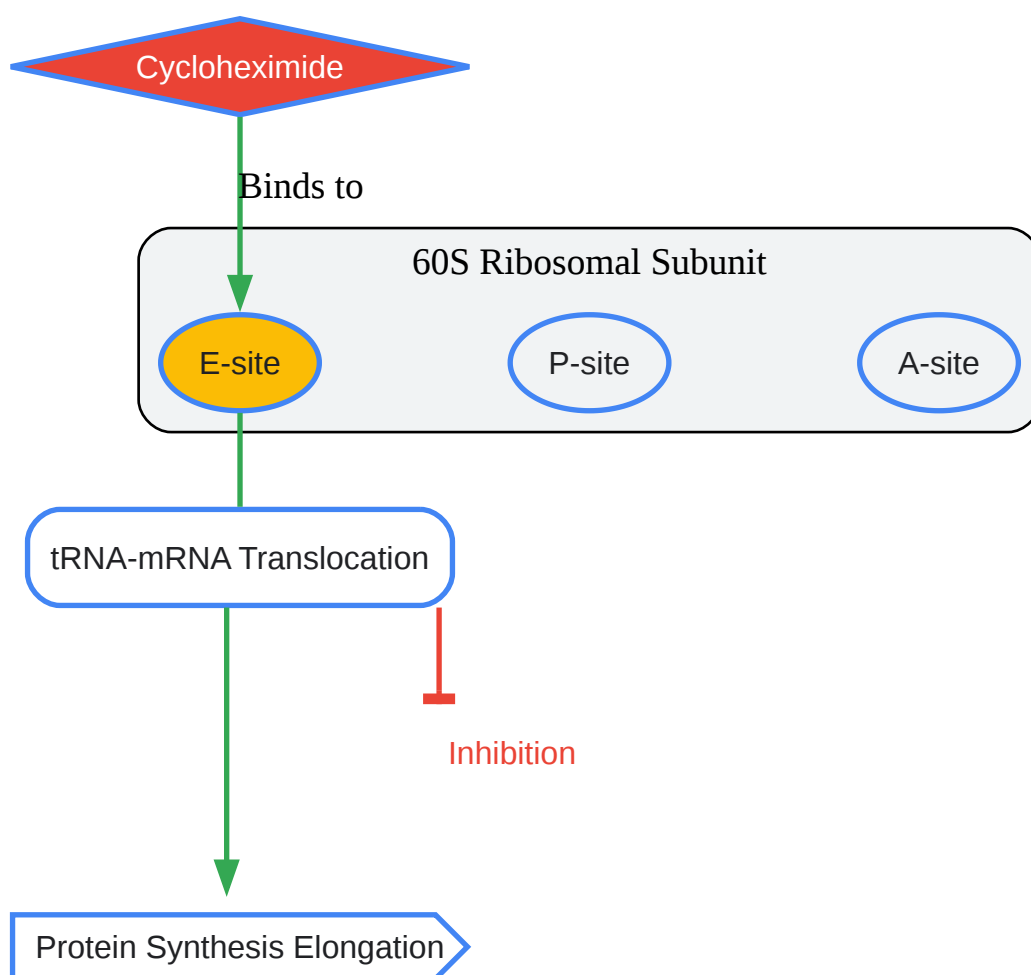 Cycloheximide
Binds to
60S Ribosomal Subunit
E-site
P-site
A-site
tRNA-mRNA Translocation
Inhibition
Protein Synthesis Elongation